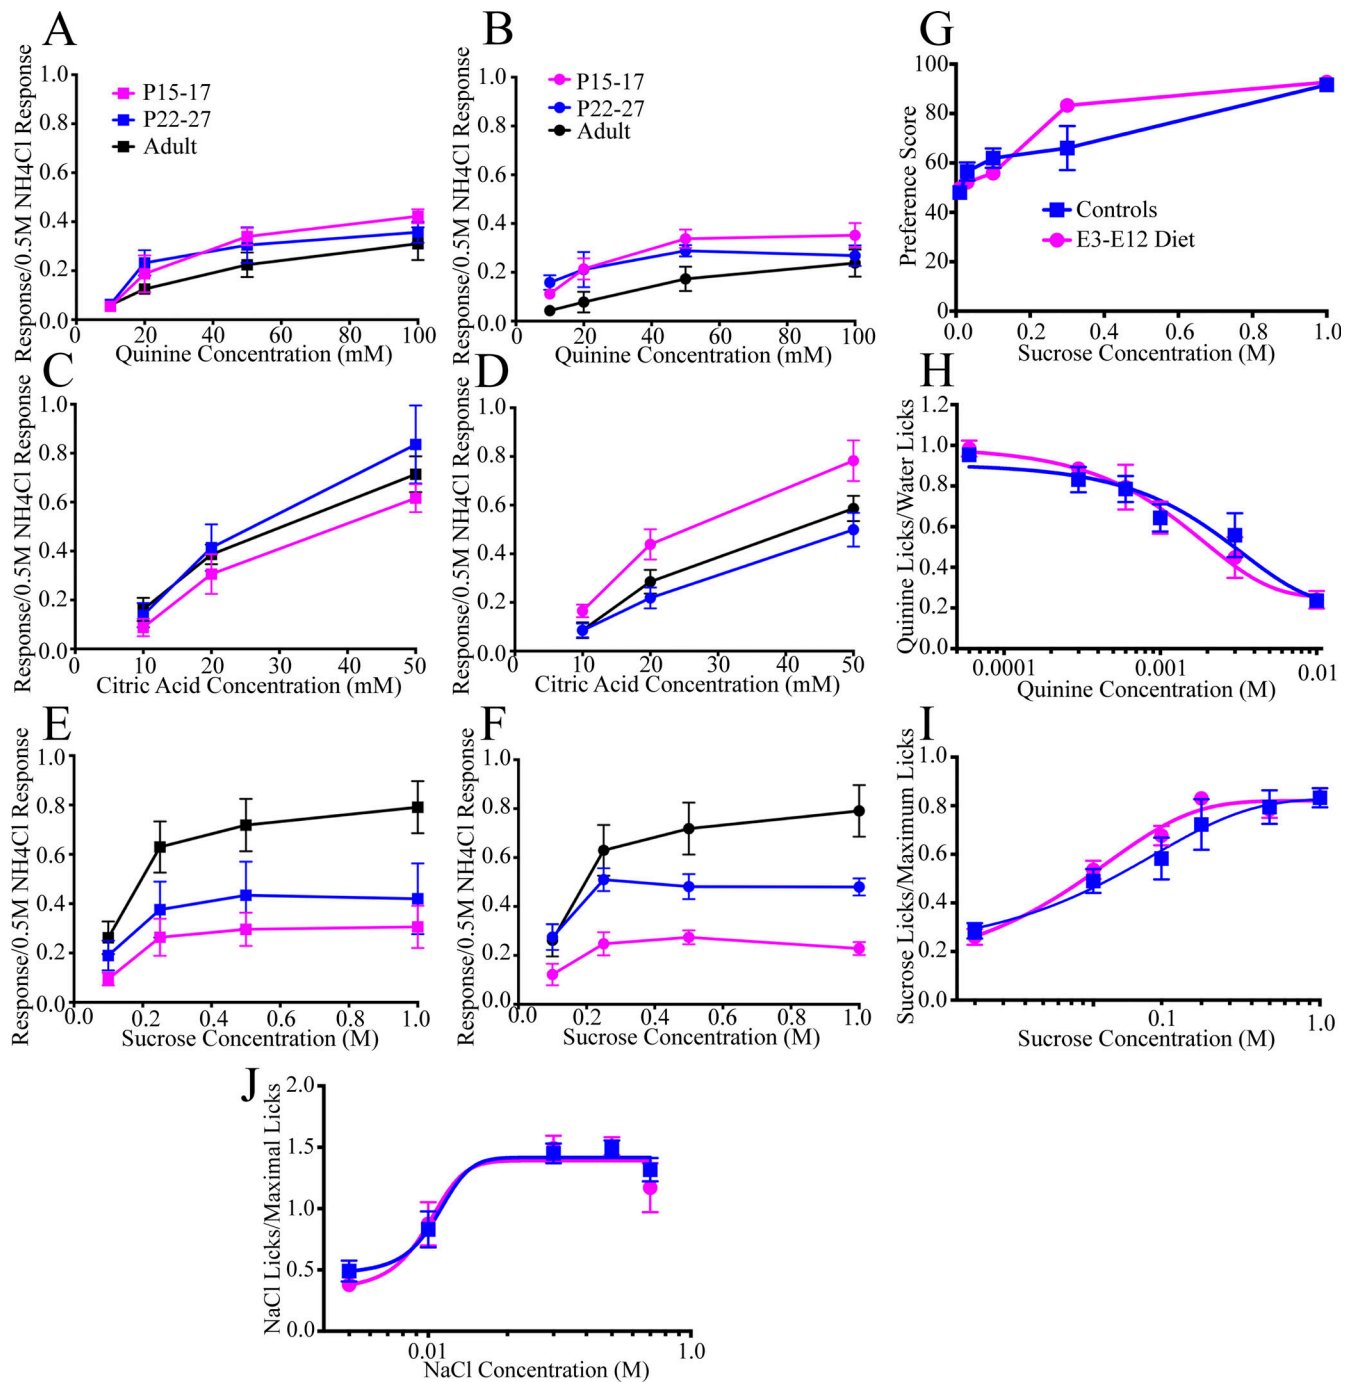 A
Response/0.5M NH4Cl Response
1.0
0.8
0.6
0.4
0.2
0.0
P15-17
P22-27
Adult
0 20 40 60 80 100
Quinine Concentration (mM)
B
Response/0.5M NH4Cl Response
1.0
0.8
0.6
0.4
0.2
0.0
P15-17
P22-27
Adult
0 20 40 60 80 100
Quinine Concentration (mM)
G
Preference Score
100
80
60
40
20
0
Controls
E3-E12 Diet
0.0 0.2 0.4 0.6 0.8 1.0
Sucrose Concentration (M)
C
Response/0.5M NH4Cl Response
1.0
0.8
0.6
0.4
0.2
0.0
0 10 20 30 40 50
Citric Acid Concentration (mM)
D
Response/0.5M NH4Cl Response
1.0
0.8
0.6
0.4
0.2
0.0
0 10 20 30 40 50
Citric Acid Concentration (mM)
H
Quinine Licks/Water Licks
1.2
1.0
0.8
0.6
0.4
0.2
0.0
0.0001 0.001 0.01
Quinine Concentration (M)
E
Response/0.5M NH4Cl Response
1.0
0.8
0.6
0.4
0.2
0.0
0.0 0.2 0.4 0.6 0.8 1.0
Sucrose Concentration (M)
F
Response/0.5M NH4Cl Response
1.0
0.8
0.6
0.4
0.2
0.0
0.0 0.2 0.4 0.6 0.8 1.0
Sucrose Concentration (M)
I
Sucrose Licks/Maximum Licks
1.0
0.8
0.6
0.4
0.2
0.0
0.1 1.0
Sucrose Concentration (M)
J
NaCl Licks/Maximal Licks
2.0
1.5
1.0
0.5
0.0
0.01 1.0
NaCl Concentration (M)